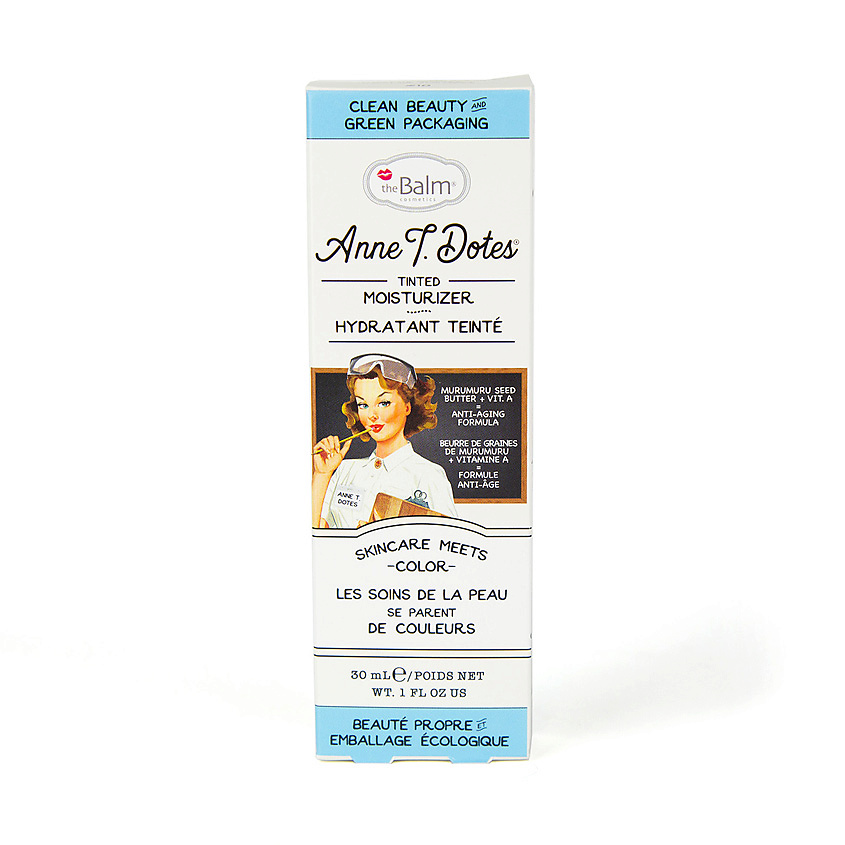 CLEAN BEAUTY AND
GREEN PACKAGING
the Balm®
cosmetics
Anne T. Dotes®
TINTED
MOISTURIZER
HYDRATANT TEINTÉ
MURUMURU SEED
BUTTER + VIT. A
=
ANTI-AGING
FORMULA
BEURRE DE GRAINES
DE MURUMURU
+ VITAMINE A
=
FORMULE
ANTI-ÂGE
ANNE T.
DOTES
SKINCARE MEETS
-COLOR-
LES SOINS DE LA PEAU
SE PARENT
DE COULEURS
30 mL℮/POIDS NET
WT. 1 FL OZ US
BEAUTÉ PROPRE ET
EMBALLAGE ÉCOLOGIQUE